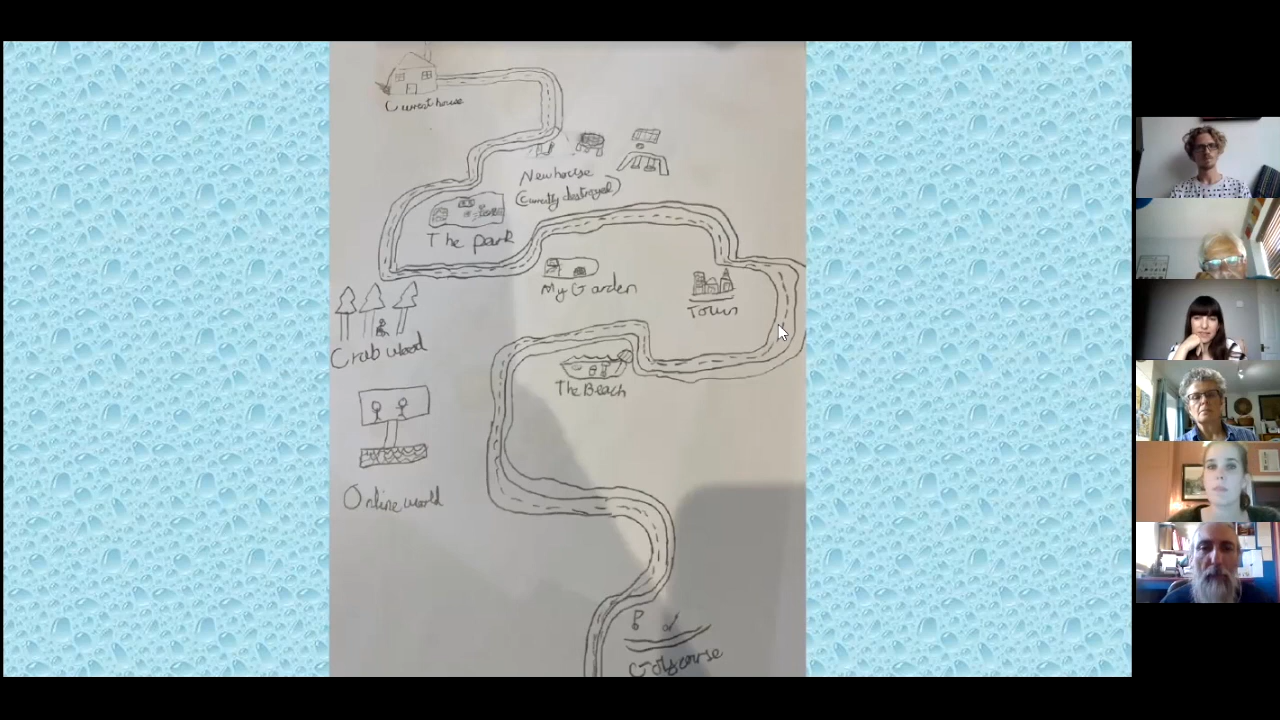 Current house
New house
(Currently destroyed)
The park
My Garden
Town
Crab wood
The Beach
Online world
Golf course